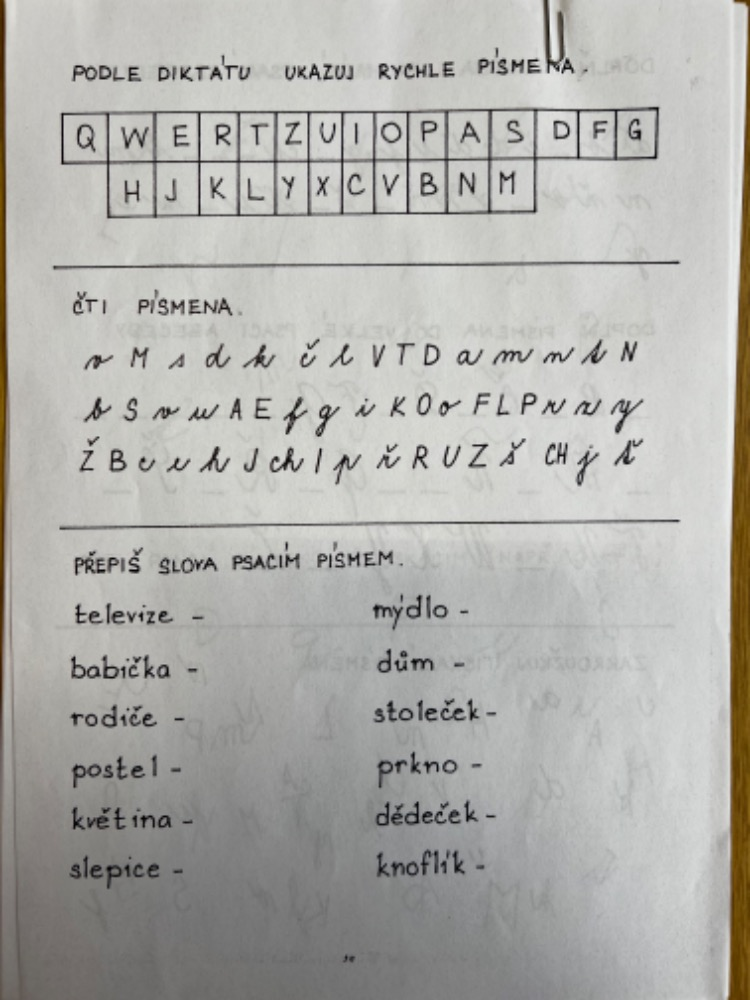 PODLE DIKTÁTU UKAZUJ RYCHLE PÍSMENA.
Q W E R T Z U I O P A S D F G
H J K L Y X C V B N M
ČTI PÍSMENA.
v M s d k č l V T D a m n t N
b S v u A E f g i K O o F L P r z y
Ž B c e h J ch I p ř R U Z š CH j ť
PŘEPIŠ SLOVA PSACÍM PÍSMEM.
televize - mýdlo -
babička - dům -
rodiče - stoleček -
postel - prkno -
květina - dědeček -
slepice - knoflík -